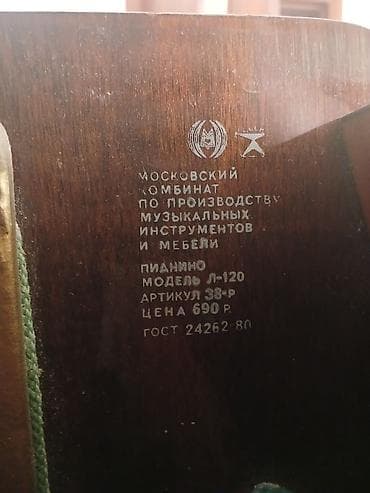 МОСКОВСКИЙ
КОМБИНАТ
ПО ПРОИЗВОДСТВУ
МУЗЫКАЛЬНЫХ
ИНСТРУМЕНТОВ
И МЕБЕЛИ
ПИАНИНО
МОДЕЛЬ Л-120
АРТИКУЛ 38-Р
ЦЕНА 690 Р.
ГОСТ 24262-80